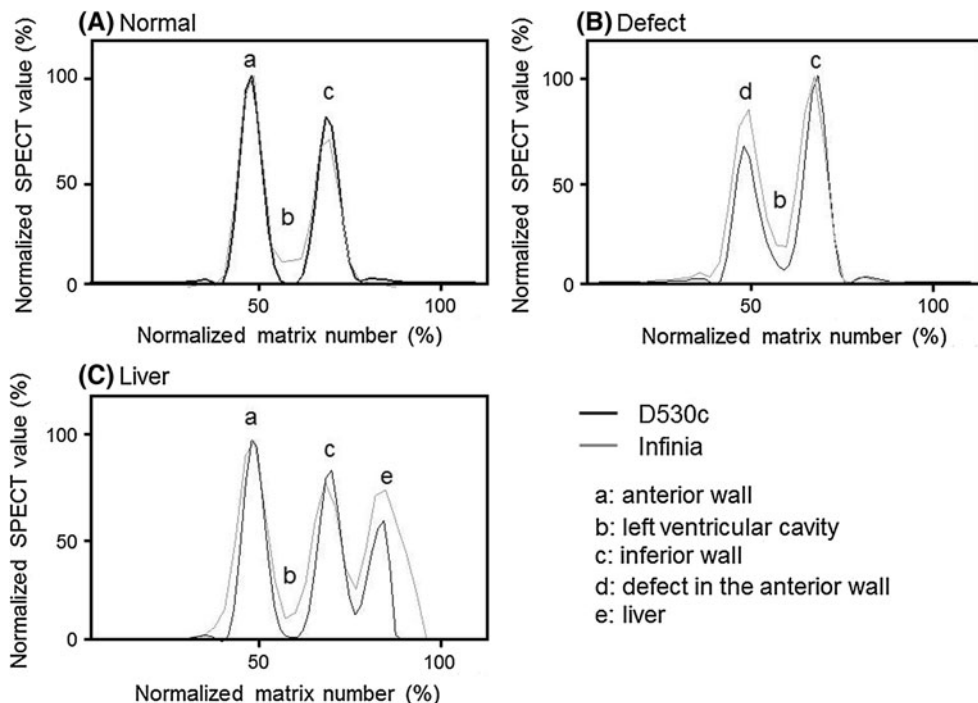 (A) Normal
Normalized SPECT value (%)
100
50
0
a
b
c
50
100
Normalized matrix number (%)
(B) Defect
Normalized SPECT value (%)
100
50
0
d
b
c
50
100
Normalized matrix number (%)
(C) Liver
Normalized SPECT value (%)
100
50
0
a
b
c
e
50
100
Normalized matrix number (%)
D530c
Infinia
a: anterior wall
b: left ventricular cavity
c: inferior wall
d: defect in the anterior wall
e: liver